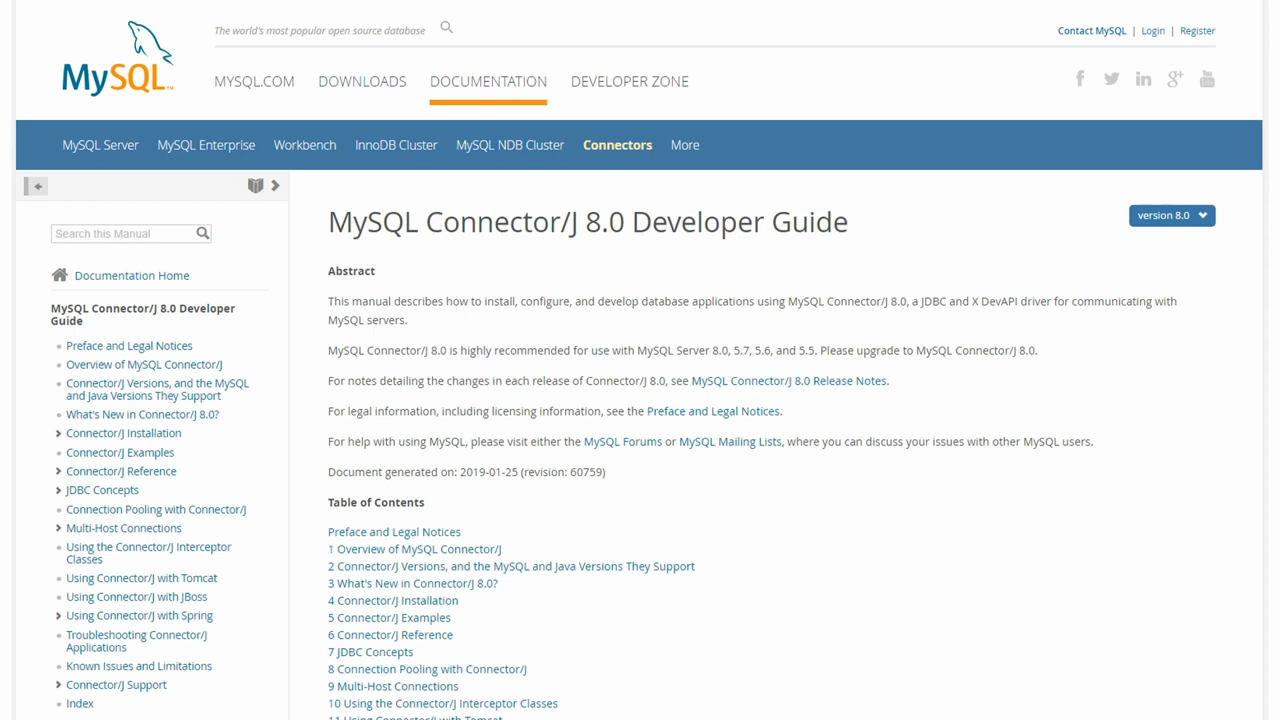 The world's most popular open source database
Contact MySQL | Login | Register
MySQL™
MYSQL.COM DOWNLOADS DOCUMENTATION DEVELOPER ZONE
MySQL Server MySQL Enterprise Workbench InnoDB Cluster MySQL NDB Cluster Connectors More
Search this Manual
Documentation Home
MySQL Connector/J 8.0 Developer
Guide
Preface and Legal Notices
Overview of MySQL Connector/J
Connector/J Versions, and the MySQL
and Java Versions They Support
What's New in Connector/J 8.0?
Connector/J Installation
Connector/J Examples
Connector/J Reference
JDBC Concepts
Connection Pooling with Connector/J
Multi-Host Connections
Using the Connector/J Interceptor
Classes
Using Connector/J with Tomcat
Using Connector/J with JBoss
Using Connector/J with Spring
Troubleshooting Connector/J
Applications
Known Issues and Limitations
Connector/J Support
Index
MySQL Connector/J 8.0 Developer Guide
version 8.0
Abstract
This manual describes how to install, configure, and develop database applications using MySQL Connector/J 8.0, a JDBC and X DevAPI driver for communicating with
MySQL servers.
MySQL Connector/J 8.0 is highly recommended for use with MySQL Server 8.0, 5.7, 5.6, and 5.5. Please upgrade to MySQL Connector/J 8.0.
For notes detailing the changes in each release of Connector/J 8.0, see MySQL Connector/J 8.0 Release Notes.
For legal information, including licensing information, see the Preface and Legal Notices.
For help with using MySQL, please visit either the MySQL Forums or MySQL Mailing Lists, where you can discuss your issues with other MySQL users.
Document generated on: 2019-01-25 (revision: 60759)
Table of Contents
Preface and Legal Notices
1 Overview of MySQL Connector/J
2 Connector/J Versions, and the MySQL and Java Versions They Support
3 What's New in Connector/J 8.0?
4 Connector/J Installation
5 Connector/J Examples
6 Connector/J Reference
7 JDBC Concepts
8 Connection Pooling with Connector/J
9 Multi-Host Connections
10 Using the Connector/J Interceptor Classes
11 Using Connector/J with Tomcat